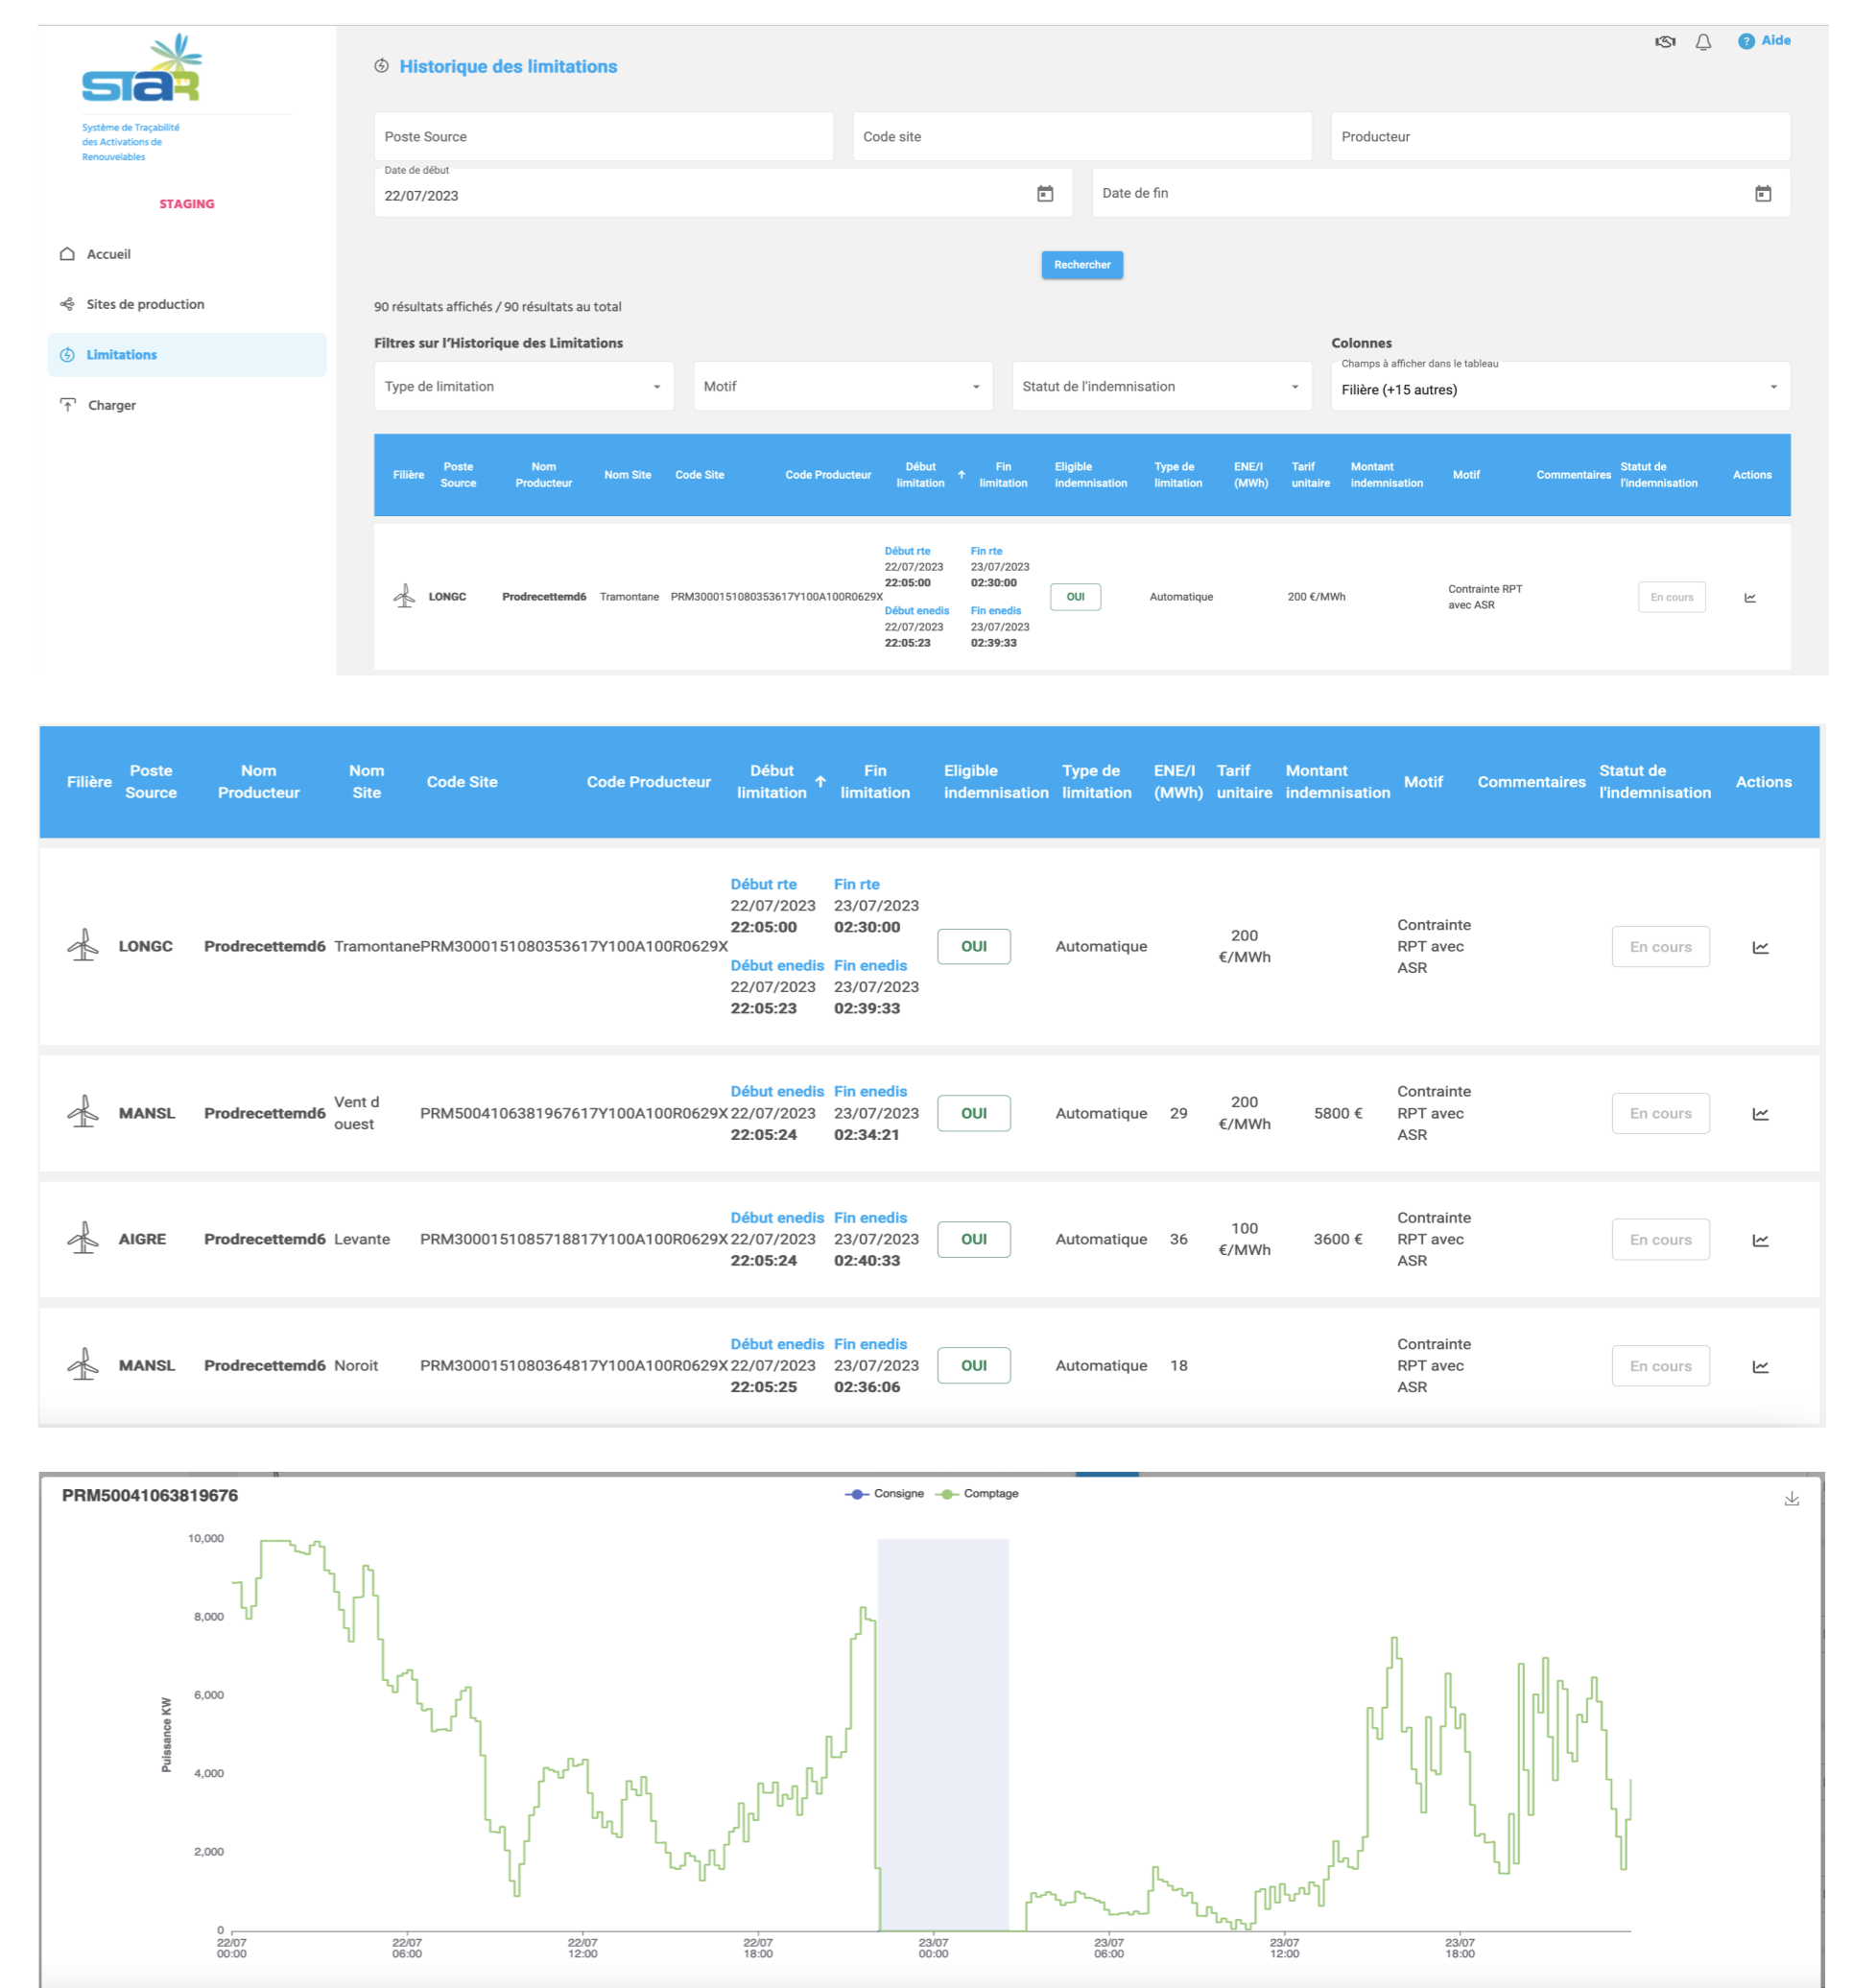 STaR
Aide
Historique des limitations
Système de Traçabilité
des Activations de
Renouvelables
STAGING
Accueil
Sites de production
Limitations
Charger
Poste Source
Code site
Producteur
Date de début
22/07/2023
Date de fin
Rechercher
90 résultats affichés / 90 résultats au total
Filtres sur l'Historique des Limitations
Colonnes
Type de limitation
Motif
Statut de l'indemnisation
Champs à afficher dans le tableau
Filière (+15 autres)
Filière Poste Source Nom Producteur Nom Site Code Site Code Producteur Début limitation ↑ Fin limitation Eligible indemnisation Type de limitation ENE/I (MWh) Tarif unitaire Montant indemnisation Motif Commentaires Statut de l'indemnisation Actions
Début rte Fin rte
22/07/2023 23/07/2023
22:05:00 02:30:00
LONGC Prodrecettemd6 Tramontane PRM3000151080353617Y100A100R0629X OUI Automatique 200 €/MWh Contrainte RPT avec ASR En cours
Début enedis Fin enedis
22/07/2023 23/07/2023
22:05:23 02:39:33
Filière Poste Source Nom Producteur Nom Site Code Site Code Producteur Début limitation ↑ Fin limitation Eligible indemnisation Type de limitation ENE/I (MWh) Tarif unitaire Montant indemnisation Motif Commentaires Statut de l'indemnisation Actions
Début rte Fin rte
22/07/2023 23/07/2023
22:05:00 02:30:00
LONGC Prodrecettemd6 TramontanePRM3000151080353617Y100A100R0629X OUI Automatique 200 €/MWh Contrainte RPT avec ASR En cours
Début enedis Fin enedis
22/07/2023 23/07/2023
22:05:23 02:39:33
Début enedis Fin enedis
MANSL Prodrecettemd6 Vent d ouest PRM5004106381967617Y100A100R0629X 22/07/2023 23/07/2023 OUI Automatique 29 200 €/MWh 5800 € Contrainte RPT avec ASR En cours
22:05:24 02:34:21
Début enedis Fin enedis
AIGRE Prodrecettemd6 Levante PRM3000151085718817Y100A100R0629X 22/07/2023 23/07/2023 OUI Automatique 36 100 €/MWh 3600 € Contrainte RPT avec ASR En cours
22:05:24 02:40:33
Début enedis Fin enedis
MANSL Prodrecettemd6 Noroit PRM3000151080364817Y100A100R0629X 22/07/2023 23/07/2023 OUI Automatique 18 Contrainte RPT avec ASR En cours
22:05:25 02:36:06
PRM50041063819676
Consigne Comptage
Puissance KW
10,000
8,000
6,000
4,000
2,000
0
22/07 22/07 22/07 22/07 23/07 23/07 23/07 23/07
00:00 06:00 12:00 18:00 00:00 06:00 12:00 18:00